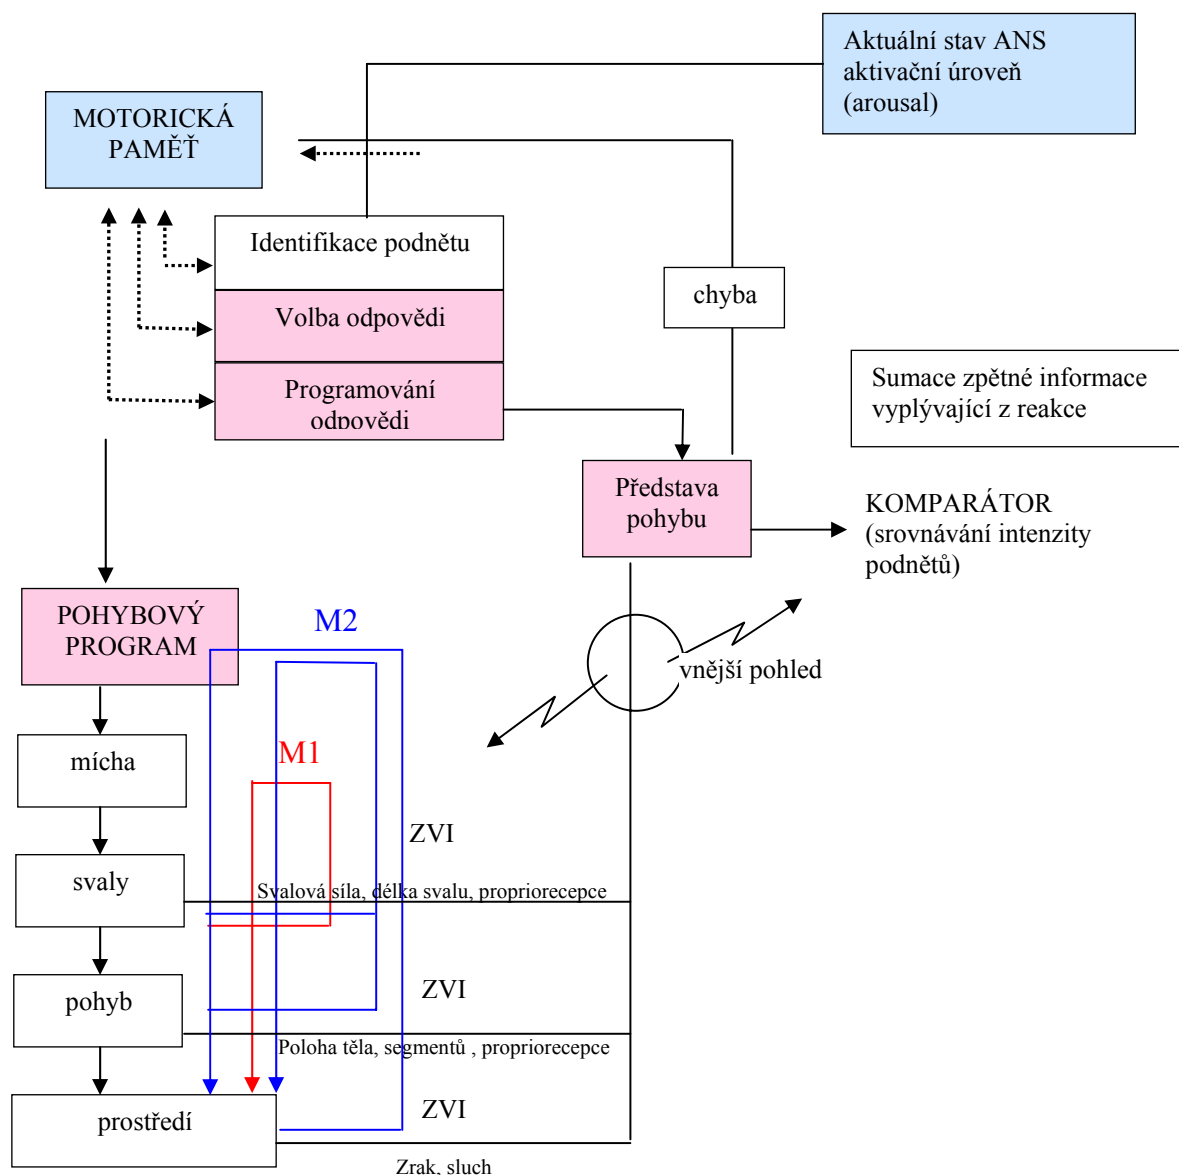 Aktuální stav ANS
aktivační úroveň
(arousal)
MOTORICKÁ
PAMĚŤ
Identifikace podnětu
Volba odpovědi
Programování
odpovědi
chyba
Sumace zpětné informace
vyplývající z reakce
Představa
pohybu
KOMPARÁTOR
(srovnávání intenzity
podnětů)
POHYBOVÝ
PROGRAM
M2
vnější pohled
mícha
M1
ZVI
svaly
Svalová síla, délka svalu, propriorecepce
pohyb
ZVI
Poloha těla, segmentů , propriorecepce
prostředí
ZVI
Zrak, sluch